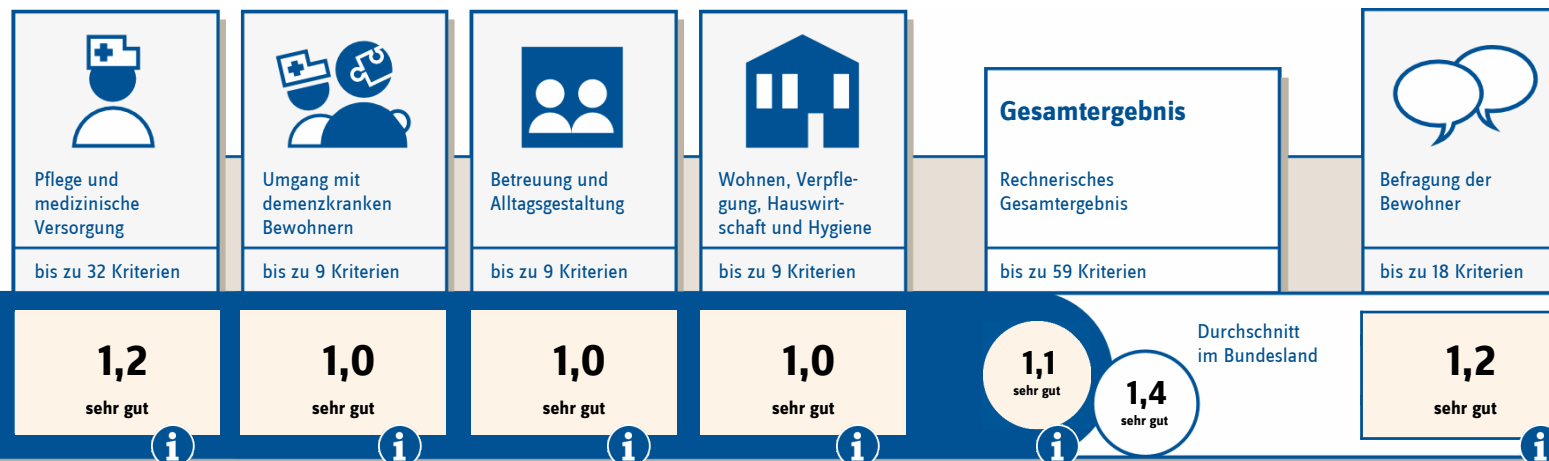 Pflege und
medizinische
Versorgung
bis zu 32 Kriterien
1,2
sehr gut
i
Umgang mit
demenzkranken
Bewohnern
bis zu 9 Kriterien
1,0
sehr gut
i
Betreuung und
Alltagsgestaltung
bis zu 9 Kriterien
1,0
sehr gut
i
Wohnen, Verpfle-
gung, Hauswirt-
schaft und Hygiene
bis zu 9 Kriterien
1,0
sehr gut
i
Gesamtergebnis
Rechnerisches
Gesamtergebnis
bis zu 59 Kriterien
1,1
sehr gut
i
1,4
sehr gut
Durchschnitt
im Bundesland
Befragung der
Bewohner
bis zu 18 Kriterien
1,2
sehr gut
i